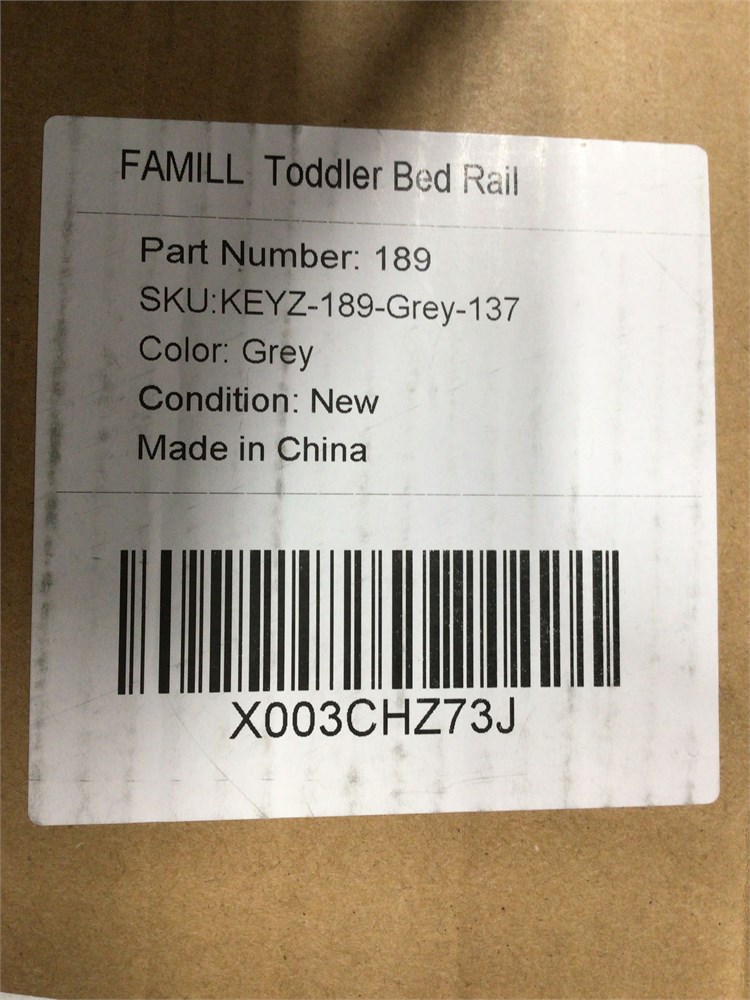 FAMILL Toddler Bed Rail
Part Number: 189
SKU:KEYZ-189-Grey-137
Color: Grey
Condition: New
Made in China
X003CHZ73J